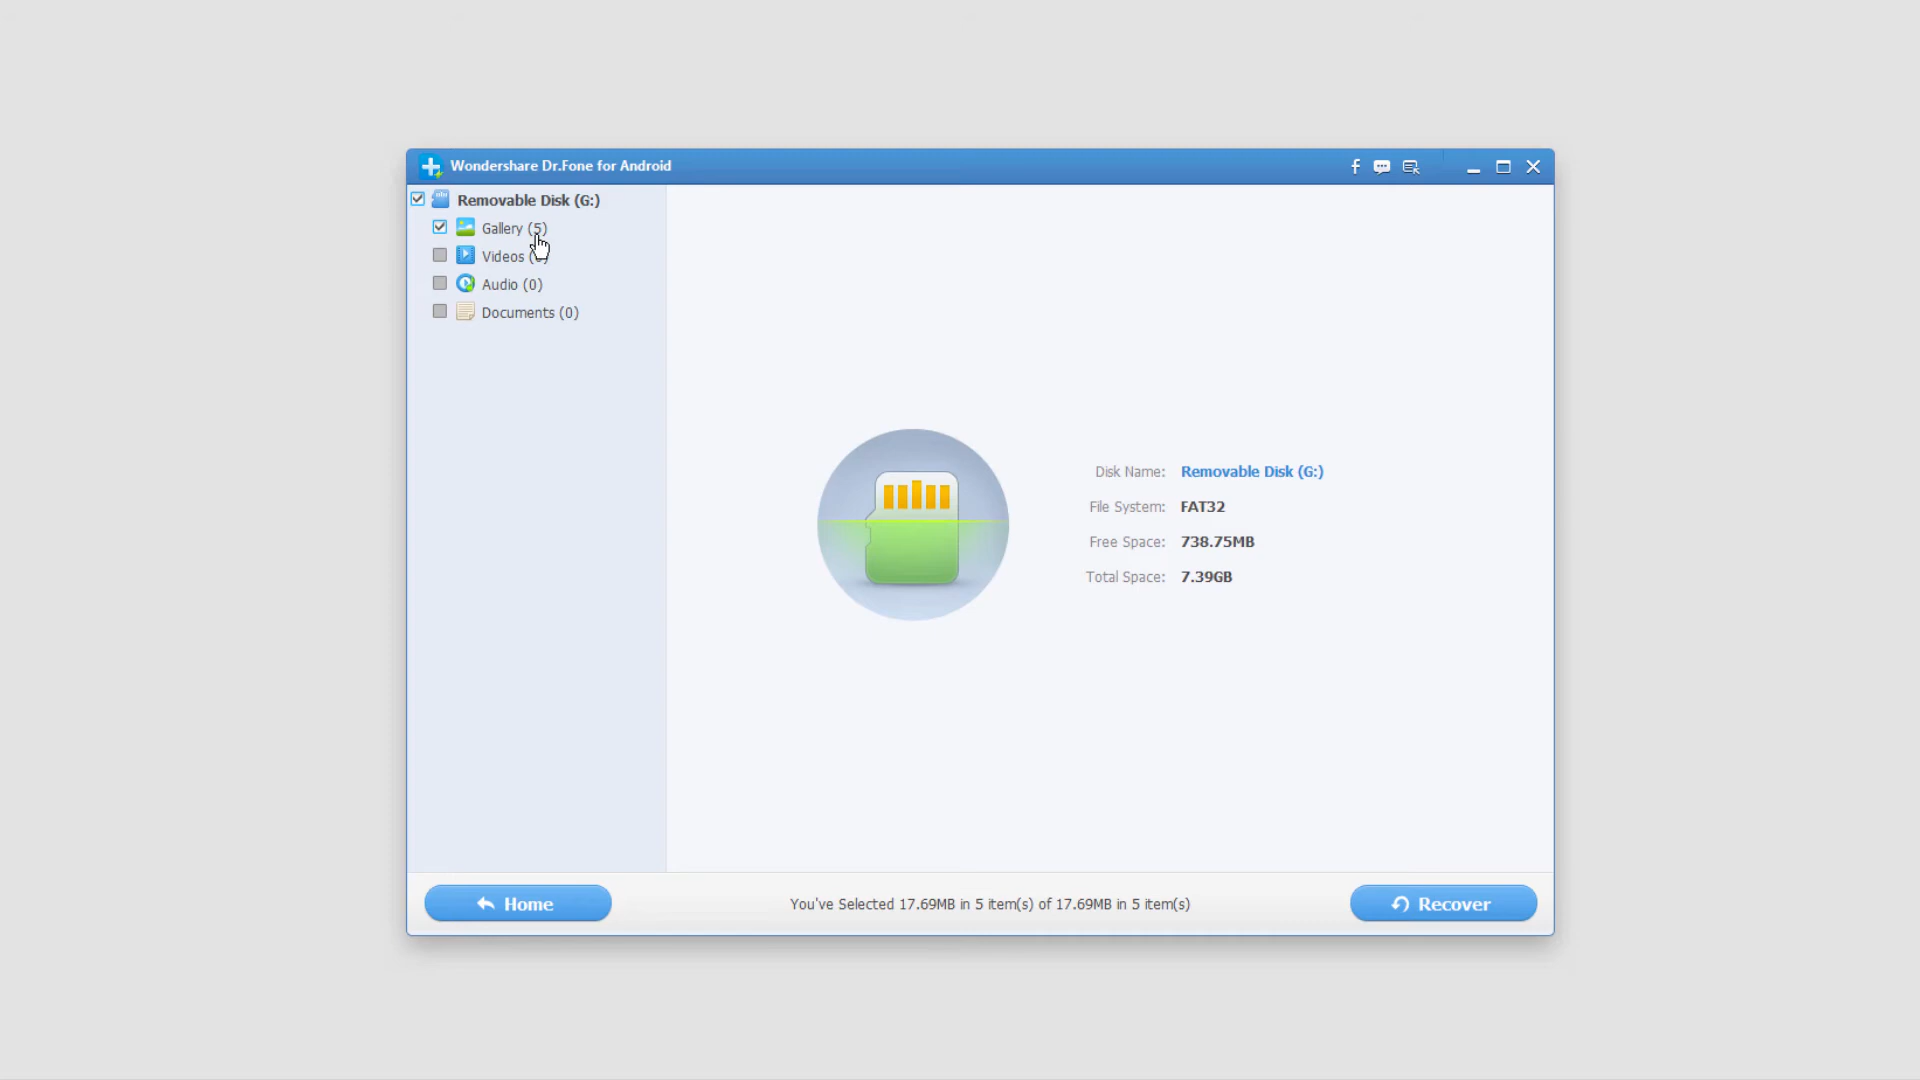 Wondershare Dr.Fone for Android
f
Removable Disk (G:)
Gallery (5)
Videos
Audio (0)
Documents (0)
Disk Name: Removable Disk (G:)
File System: FAT32
Free Space: 738.75MB
Total Space: 7.39GB
Home
You've Selected 17.69MB in 5 item(s) of 17.69MB in 5 item(s)
Recover